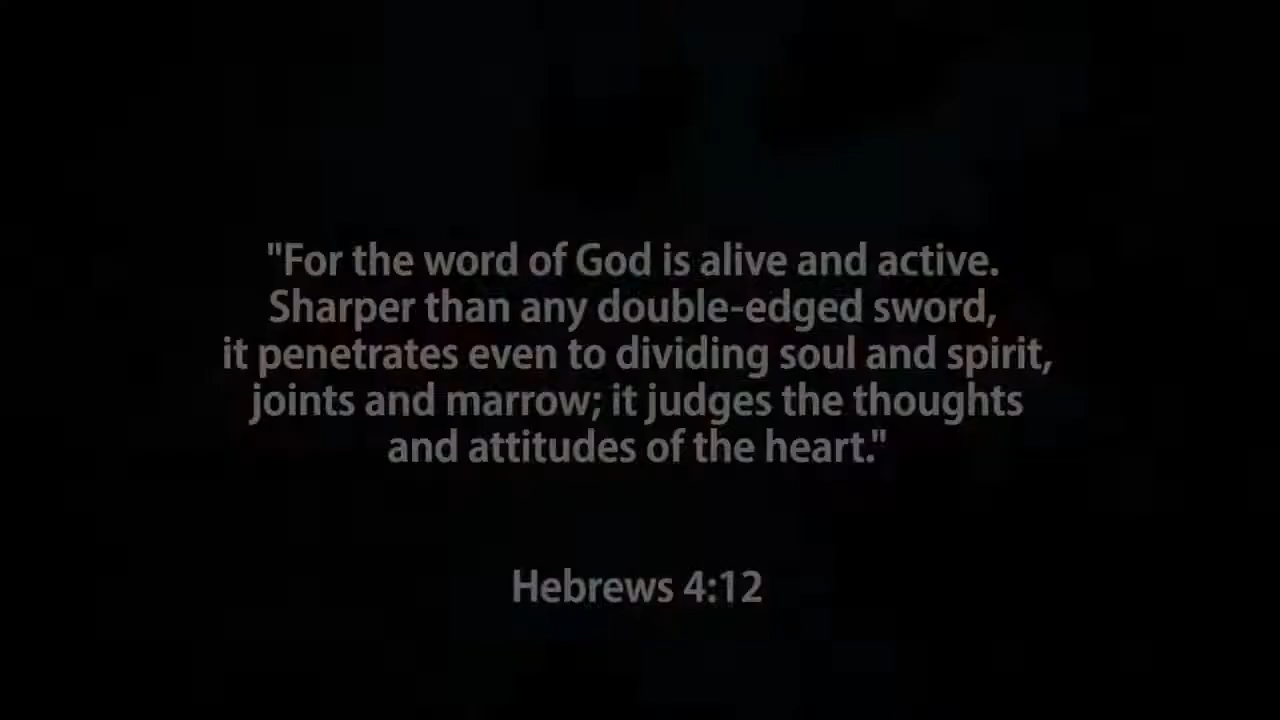 "For the word of God is alive and active.
Sharper than any double-edged sword,
it penetrates even to dividing soul and spirit,
joints and marrow; it judges the thoughts
and attitudes of the heart."
Hebrews 4:12